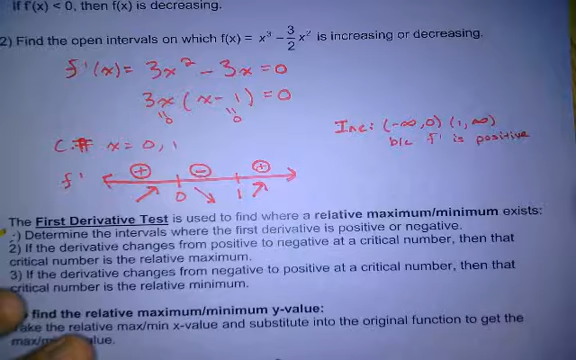 If f'(x) < 0, then f(x) is decreasing.
2) Find the open intervals on which f(x) = x³ − 3/2 x² is increasing or decreasing.
f'(x) = 3x² − 3x = 0
3x(x − 1) = 0
" 0 " 0
Inc: (-∞,0) (1,∞)
b/c f' is positive
C.# x = 0, 1
f' + − +
0 1
The First Derivative Test is used to find where a relative maximum/minimum exists:
1) Determine the intervals where the first derivative is positive or negative.
2) If the derivative changes from positive to negative at a critical number, then that
critical number is the relative maximum.
3) If the derivative changes from negative to positive at a critical number, then that
critical number is the relative minimum.
find the relative maximum/minimum y-value:
Take the relative max/min x-value and substitute into the original function to get the